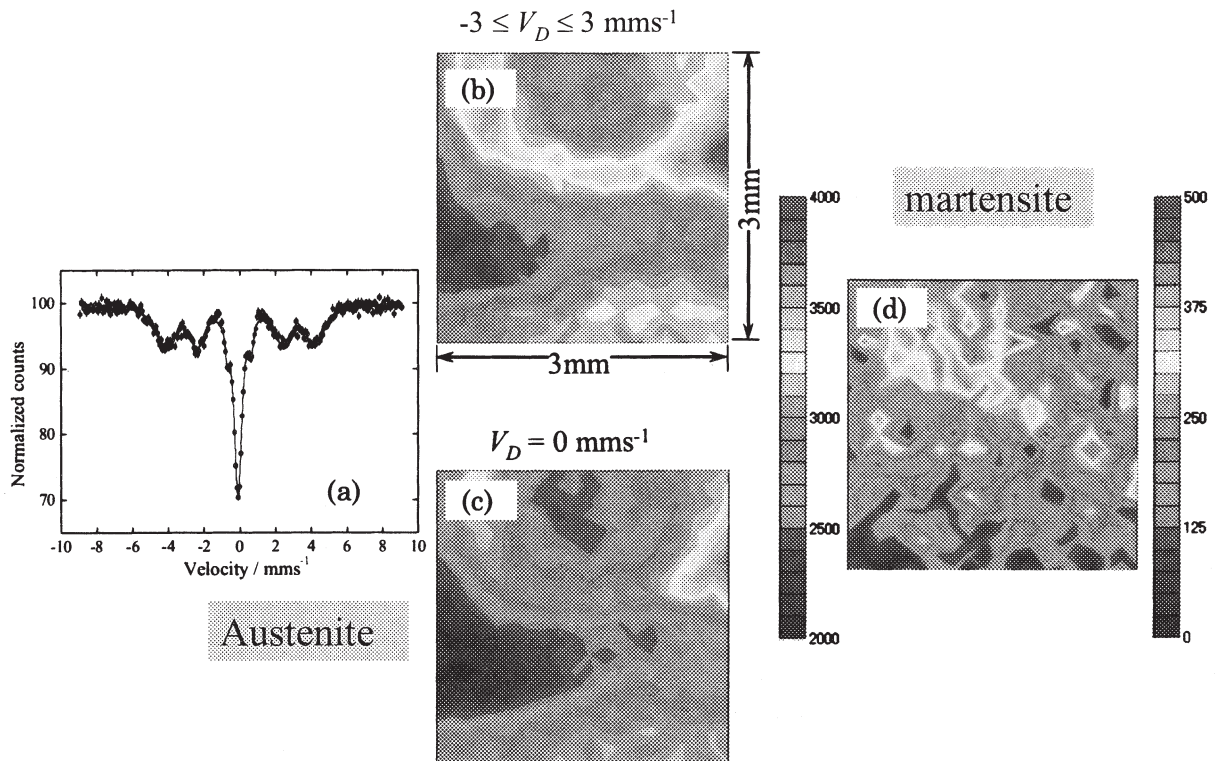 -3 ≤ V_D ≤ 3 mms⁻¹
(b)
3mm
3mm
martensite
4000
3500
3000
2500
2000
500
375
250
125
0
(d)
100
90
80
70
Normalized counts
(a)
-10 -8 -6 -4 -2 0 2 4 6 8 10
Velocity / mms⁻¹
Austenite
V_D = 0 mms⁻¹
(c)